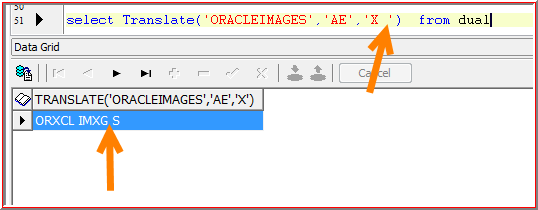 50
51 select Translate('ORACLEIMAGES','AE','X ') from dual
Data Grid
Cancel
TRANSLATE('ORACLEIMAGES','AE','X')
ORXCL IMXG S